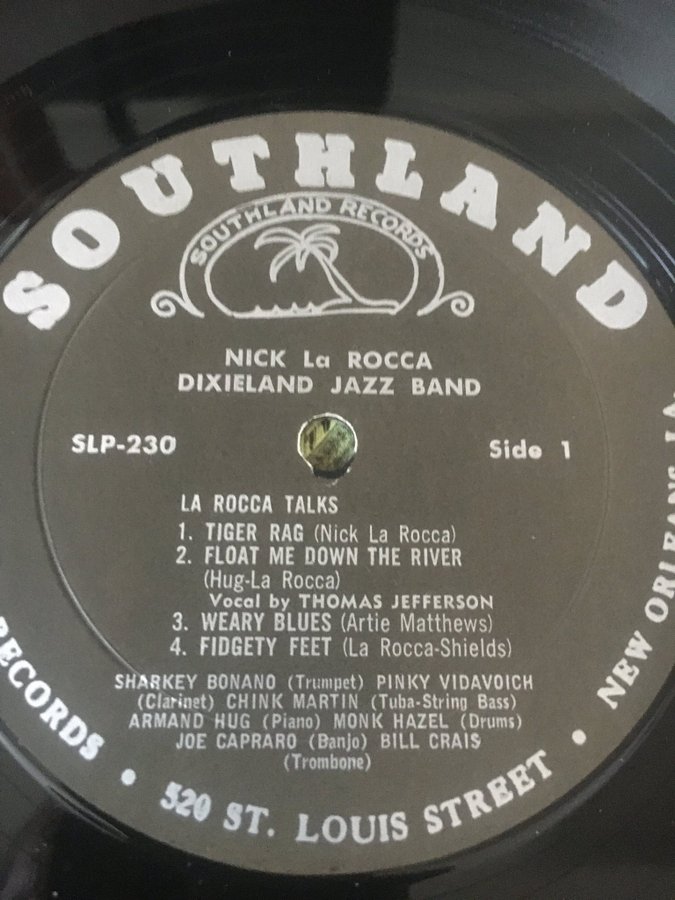 SOUTHLAND
SOUTHLAND RECORDS
NICK La ROCCA
DIXIELAND JAZZ BAND
SLP-230
Side 1
LA ROCCA TALKS
1. TIGER RAG (Nick La Rocca)
2. FLOAT ME DOWN THE RIVER
(Hug-La Rocca)
Vocal by THOMAS JEFFERSON
3. WEARY BLUES (Artie Matthews)
4. FIDGETY FEET (La Rocca-Shields)
SHARKEY BONANO (Trumpet) PINKY VIDAVOICH
(Clarinet) CHINK MARTIN (Tuba-String Bass)
ARMAND HUG (Piano) MONK HAZEL (Drums)
JOE CAPRARO (Banjo) BILL CRAIS
(Trombone)
RECORDS • 520 ST. LOUIS STREET • NEW ORLEANS, LA.